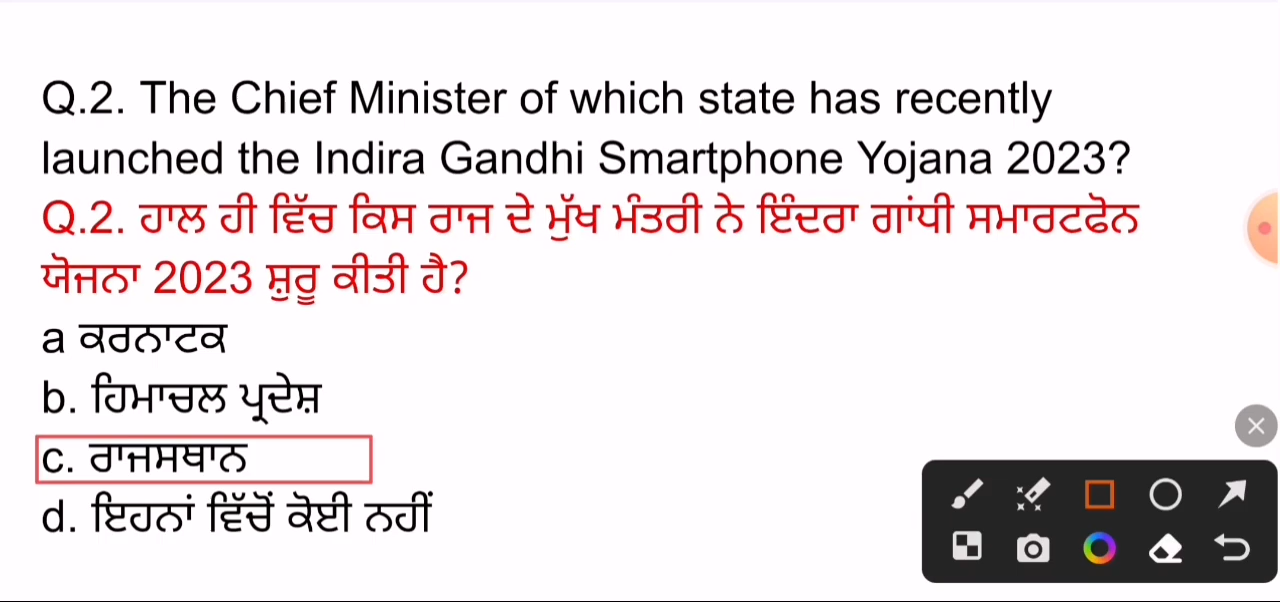 Q.2. The Chief Minister of which state has recently
launched the Indira Gandhi Smartphone Yojana 2023?
Q.2. ਹਾਲ ਹੀ ਵਿੱਚ ਕਿਸ ਰਾਜ ਦੇ ਮੁੱਖ ਮੰਤਰੀ ਨੇ ਇੰਦਰਾ ਗਾਂਧੀ ਸਮਾਰਟਫੋਨ
ਯੋਜਨਾ 2023 ਸ਼ੁਰੂ ਕੀਤੀ ਹੈ?
a ਕਰਨਾਟਕ
b. ਹਿਮਾਚਲ ਪ੍ਰਦੇਸ਼
c. ਰਾਜਸਥਾਨ
d. ਇਹਨਾਂ ਵਿੱਚੋਂ ਕੋਈ ਨਹੀਂ